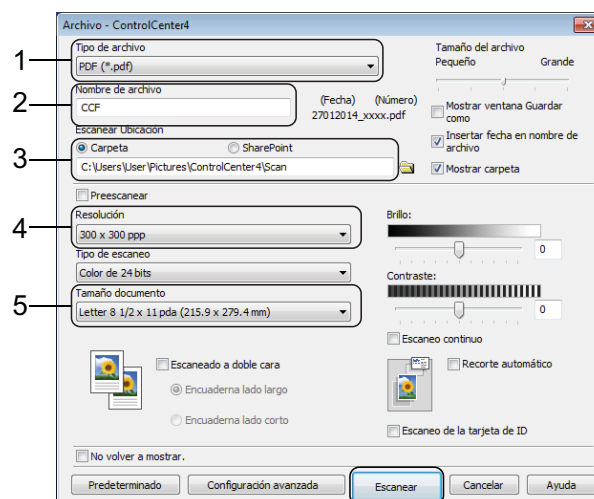 Archivo - ControlCenter4
1
Tipo de archivo
PDF (*.pdf)
Tamaño del archivo
Pequeño Grande
2
Nombre de archivo
CCF
(Fecha) (Número)
27012014_xxxx.pdf
Mostrar ventana Guardar
como
Insertar fecha en nombre de
archivo
Mostrar carpeta
3
Escanear Ubicación
Carpeta SharePoint
C:\Users\User\Pictures\ControlCenter4\Scan
Preescanear
4
Resolución
300 x 300 ppp
Tipo de escaneo
Color de 24 bits
5
Tamaño documento
Letter 8 1/2 x 11 pda (215.9 x 279.4 mm)
Brillo:
0
Contraste:
0
Escaneo continuo
Escaneado a doble cara
Encuaderna lado largo
Encuaderna lado corto
Recorte automático
Escaneo de la tarjeta de ID
No volver a mostrar.
Predeterminado Configuración avanzada Escanear Cancelar Ayuda